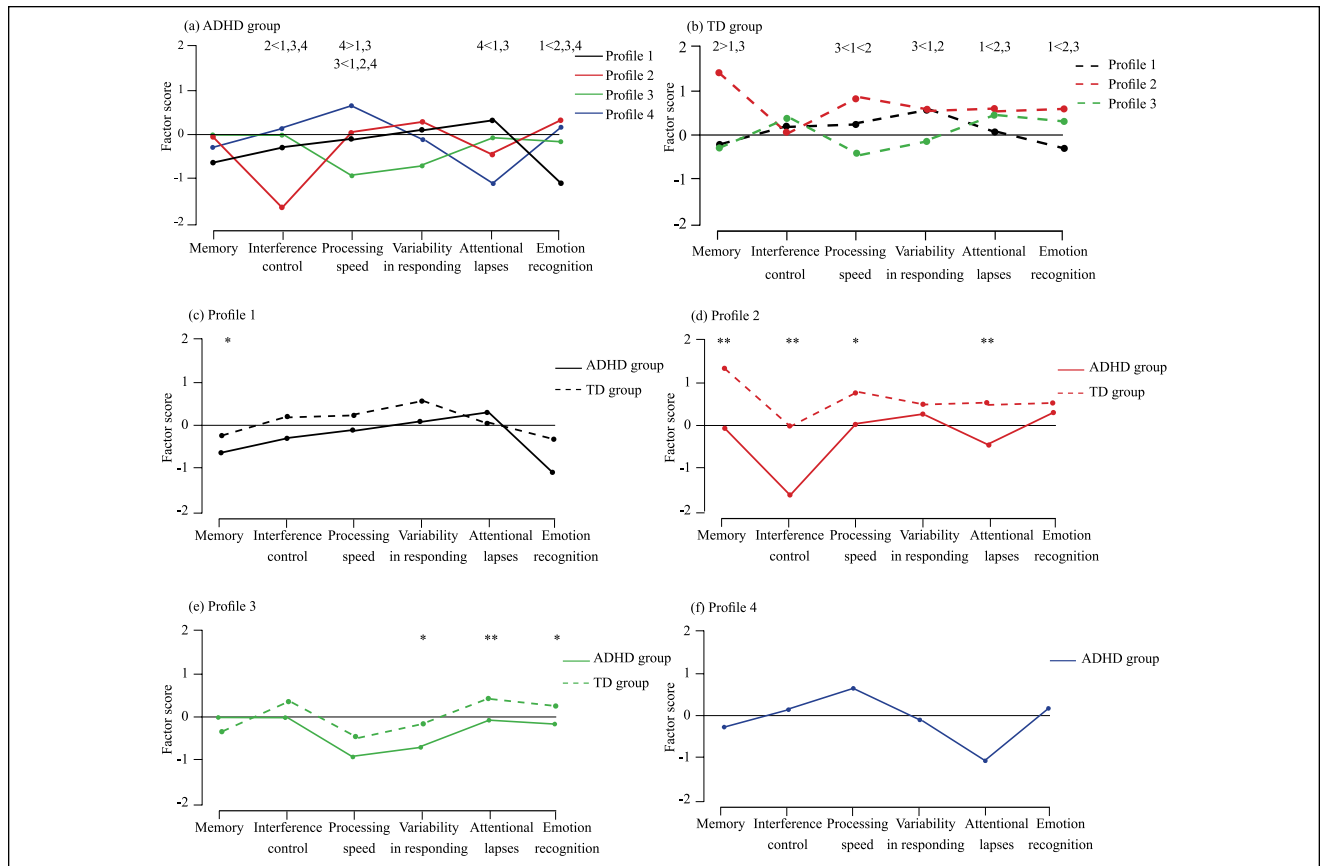 (a) ADHD group
2<1,3,4 4>1,3 4<1,3 1<2,3,4
3<1,2,4
Profile 1
Profile 2
Profile 3
Profile 4
Factor score
2
1
0
-1
-2
Memory Interference Processing Variability Attentional Emotion
control speed in responding lapses recognition
(b) TD group
2>1,3 3<1<2 3<1,2 1<2,3 1<2,3
Profile 1
Profile 2
Profile 3
Factor score
2
1
0
-1
-2
Memory Interference Processing Variability Attentional Emotion
control speed in responding lapses recognition
(c) Profile 1
*
ADHD group
TD group
Factor score
2
1
0
-1
-2
Memory Interference Processing Variability Attentional Emotion
control speed in responding lapses recognition
(d) Profile 2
** ** * **
ADHD group
TD group
Factor score
2
1
0
-1
-2
Memory Interference Processing Variability Attentional Emotion
control speed in responding lapses recognition
(e) Profile 3
* ** *
ADHD group
TD group
Factor score
2
1
0
-1
-2
Memory Interference Processing Variability Attentional Emotion
control speed in responding lapses recognition
(f) Profile 4
ADHD group
Factor score
2
1
0
-1
-2
Memory Interference Processing Variability Attentional Emotion
control speed in responding lapses recognition